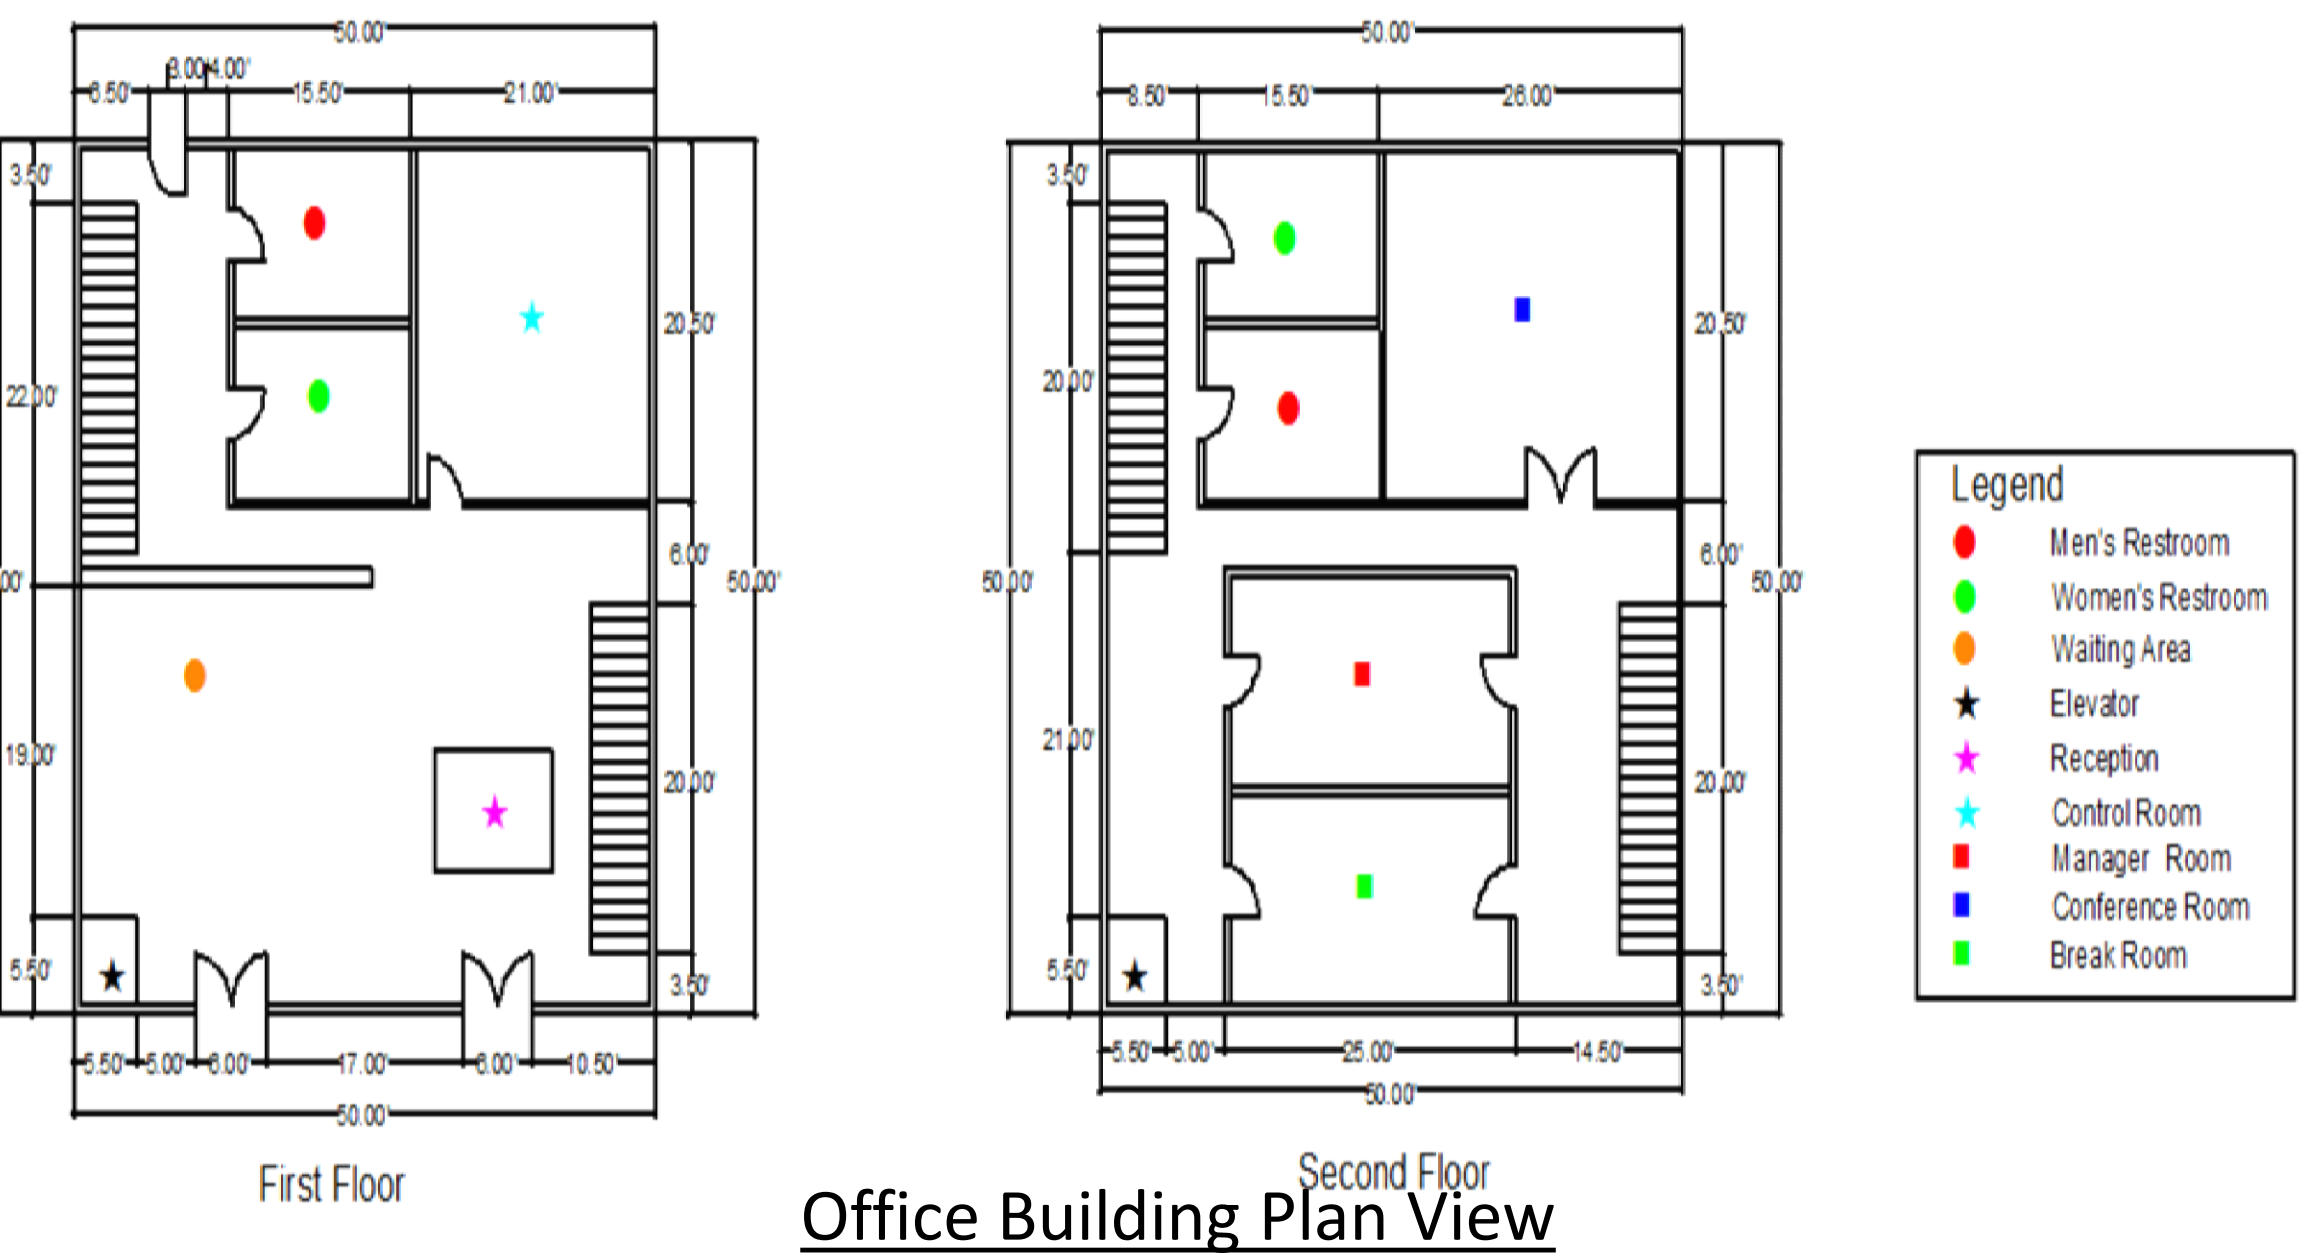 50.00'
3.00' 4.00'
6.50' 15.50' 21.00'
3.50'
22.00'
20.50'
6.00'
00'
50.00'
19.00'
20.00'
5.50'
3.50'
5.50' 5.00' 6.00' 17.00' 6.00' 10.50'
50.00'
First Floor
50.00'
8.50' 15.50' 26.00'
3.50'
20.50'
20.00'
6.00'
50.00'
50.00'
21.00'
20.00'
5.50'
3.50'
5.50' 5.00' 25.00' 14.50'
50.00'
Second Floor
Legend
Men's Restroom
Women's Restroom
Waiting Area
Elevator
Reception
Control Room
Manager Room
Conference Room
Break Room
Office Building Plan View